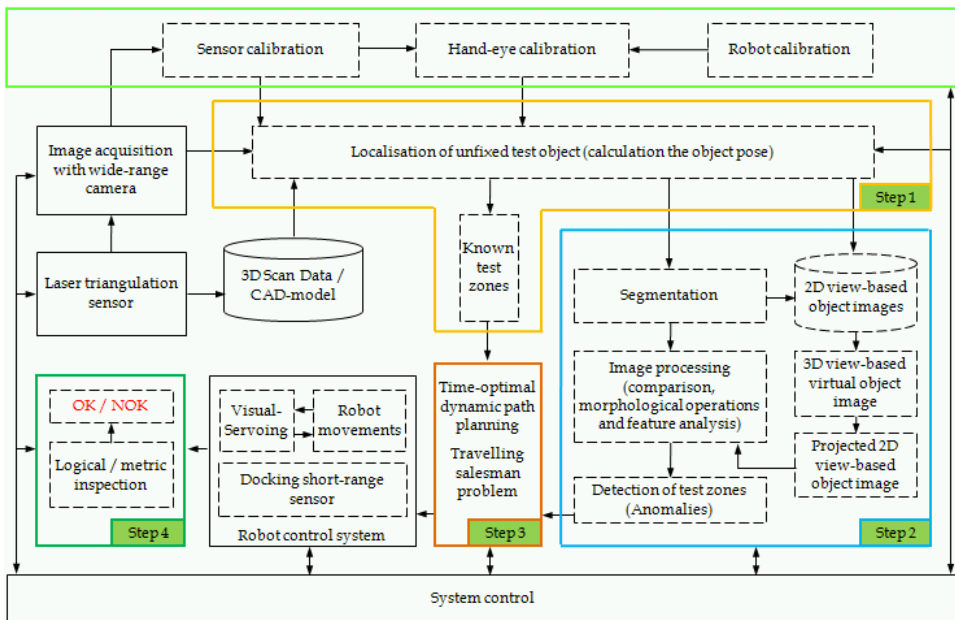 Sensor calibration
Hand-eye calibration
Robot calibration
Image acquisition
with wide-range
camera
Localisation of unfixed test object (calculation the object pose)
Step 1
Laser triangulation
sensor
3D Scan Data /
CAD-model
Known
test
zones
Segmentation
2D view-based
object images
Image processing
(comparison,
morphological operations
and feature analysis)
3D view-based
virtual object
image
Projected 2D
view-based
object image
Detection of test zones
(Anomalies)
Step 2
Time-optimal
dynamic path
planning
Travelling
salesman
problem
Step 3
Visual-
Servoing
Robot
movements
Docking short-range
sensor
Robot control system
OK / NOK
Logical / metric
inspection
Step 4
System control